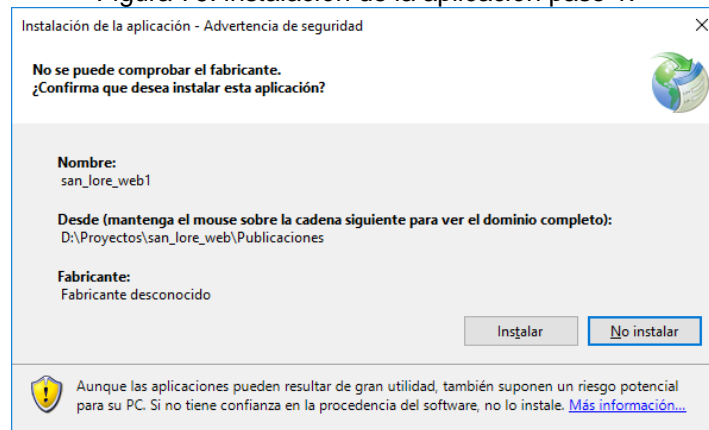 Instalación de la aplicación - Advertencia de seguridad
No se puede comprobar el fabricante.
¿Confirma que desea instalar esta aplicación?
Nombre:
san_lore_web1
Desde (mantenga el mouse sobre la cadena siguiente para ver el dominio completo):
D:\Proyectos\san_lore_web\Publicaciones
Fabricante:
Fabricante desconocido
Instalar
No instalar
Aunque las aplicaciones pueden resultar de gran utilidad, también suponen un riesgo potencial
para su PC. Si no tiene confianza en la procedencia del software, no lo instale. Más información...